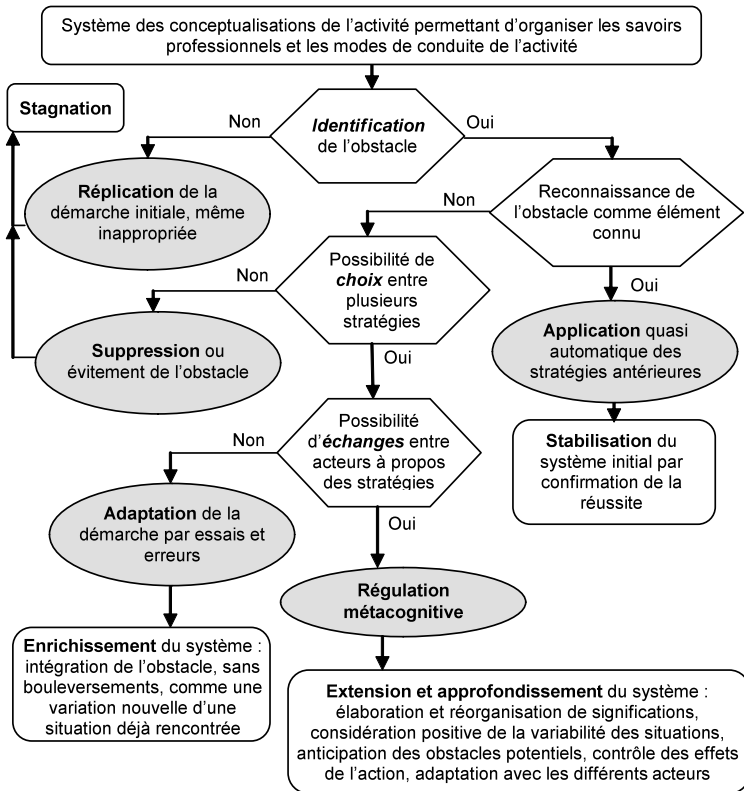 Système des conceptualisations de l’activité permettant d’organiser les savoirs
professionnels et les modes de conduite de l’activité
Stagnation
Non
Identification
de l’obstacle
Oui
Réplication de la
démarche initiale, même
inappropriée
Non
Reconnaissance de
l’obstacle comme élément
connu
Non
Possibilité de
choix entre
plusieurs
stratégies
Oui
Suppression ou
évitement de l’obstacle
Oui
Application quasi
automatique des
stratégies antérieures
Non
Possibilité
d’échanges entre
acteurs à propos
des stratégies
Stabilisation du
système initial par
confirmation de la
réussite
Adaptation de la
démarche par essais et
erreurs
Oui
Régulation
métacognitive
Enrichissement du système :
intégration de l’obstacle, sans
bouleversements, comme une
variation nouvelle d’une
situation déjà rencontrée
Extension et approfondissement du système :
élaboration et réorganisation de significations,
considération positive de la variabilité des situations,
anticipation des obstacles potentiels, contrôle des effets
de l’action, adaptation avec les différents acteurs